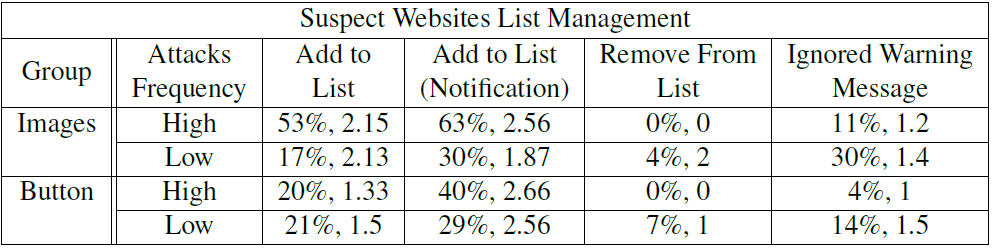 Suspect Websites List Management
Group Attacks Frequency Add to List Add to List (Notification) Remove From List Ignored Warning Message
Images High 53%, 2.15 63%, 2.56 0%, 0 11%, 1.2
Low 17%, 2.13 30%, 1.87 4%, 2 30%, 1.4
Button High 20%, 1.33 40%, 2.66 0%, 0 4%, 1
Low 21%, 1.5 29%, 2.56 7%, 1 14%, 1.5